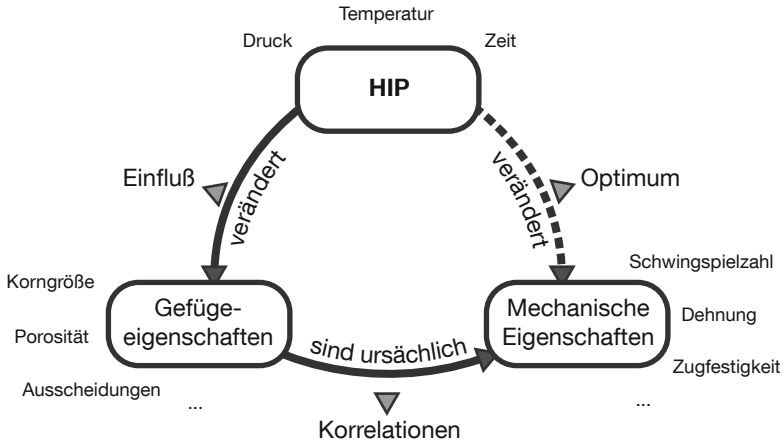 Temperatur
Druck
Zeit
HIP
Einfluß
verändert
verändert
Optimum
Korngröße
Gefüge-
eigenschaften
Porosität
Ausscheidungen
...
sind ursächlich
Korrelationen
Mechanische
Eigenschaften
Schwingspielzahl
Dehnung
Zugfestigkeit
...